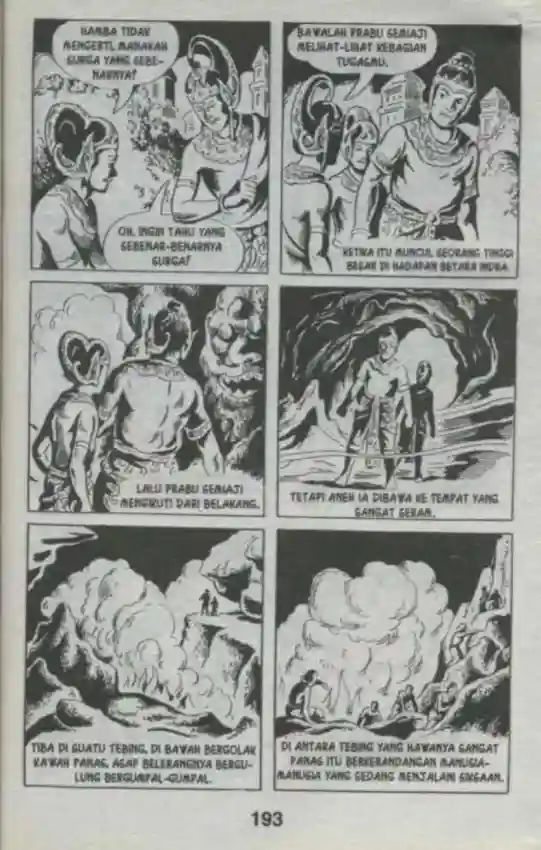 HAMBA TIDAK
MENGERTI, MANAKAH
SURGA YANG SEBE-
NARNYA?
OH, INGIN TAHU YANG
SEBENAR-BENARNYA
SURGA?
BAWALAH PRABU SEMIAJI
MELIHAT-LIHAT KEBAGIAN
TUGASMU.
KETIKA ITU MUNCUL SEORANG TINGGI
BESAR DI HADAPAN BETARA INDRA.
LALU PRABU SEMIAJI
MENGIKUTI DARI BELAKANG.
TETAPI ANEH IA DIBAWA KE TEMPAT YANG
SANGAT SERAM.
TIBA DI SUATU TEBING, DI BAWAH BERGOLAK
KAWAH PANAS, ASAP BELERANGNYA BERGU-
LUNG BERGUMPAL-GUMPAL.
DI ANTARA TEBING YANG HAWANYA SANGAT
PANAS ITU BERKERANDANGAN MANUSIA-
MANUSIA YANG SEDANG MENJALANI SIKSAAN.
193